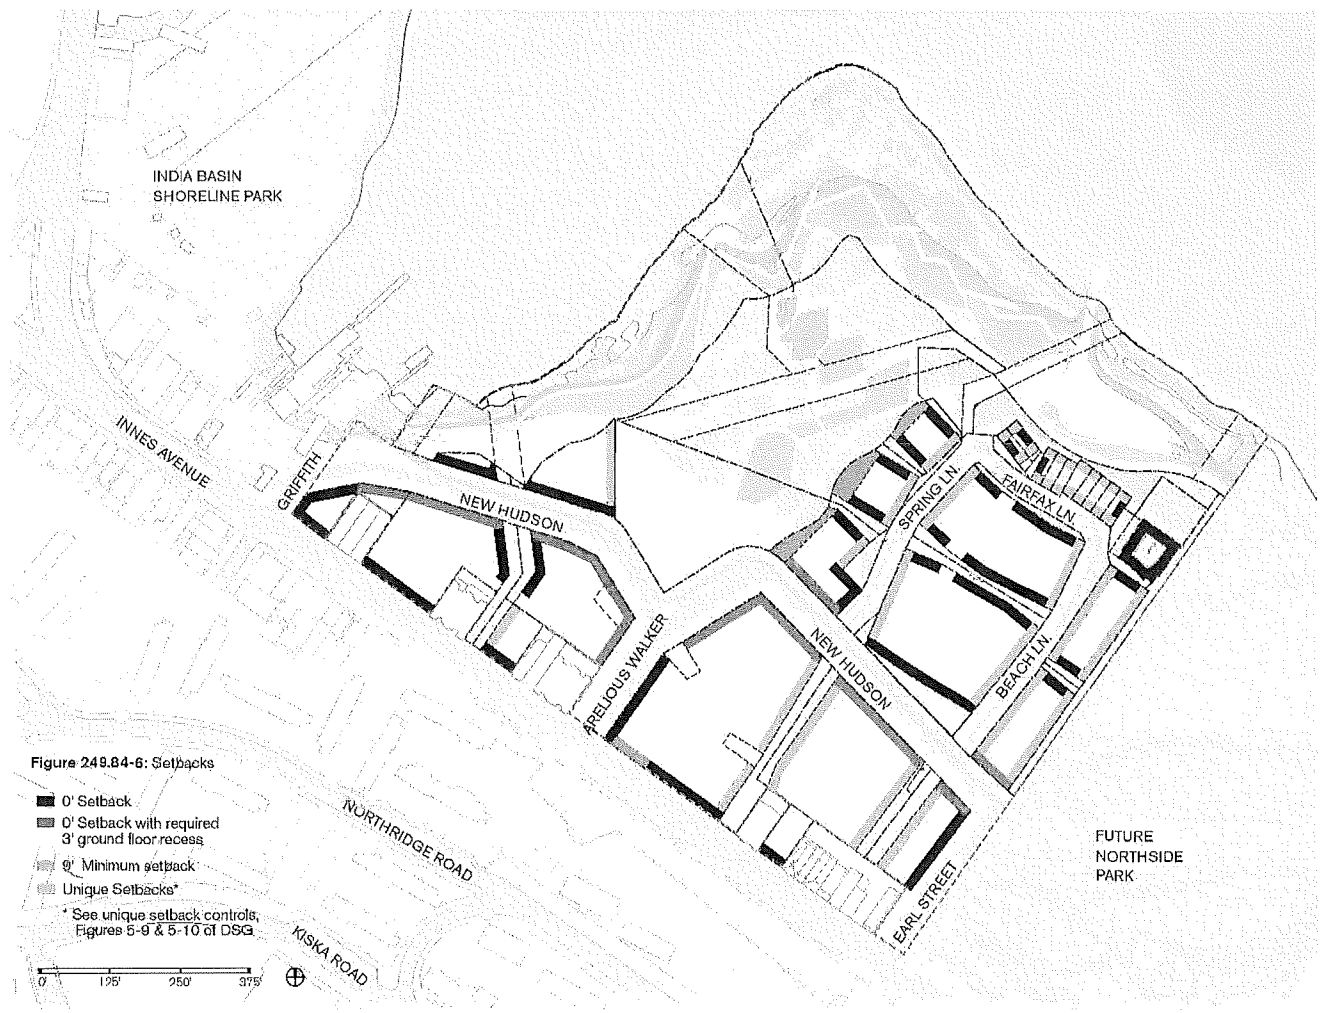 INDIA BASIN
SHORELINE PARK
INNES AVENUE
GRIFFITH
NEW HUDSON
SPRING LN.
FAIRFAX LN.
ARELIOUS WALKER
NEW HUDSON
BEACH LN.
EARL STREET
FUTURE
NORTHSIDE
PARK
NORTHRIDGE ROAD
KISKA ROAD
Figure 249.84-6: Setbacks
0' Setback
0' Setback with required
3' ground floor recess
9' Minimum setback
Unique Setbacks*
* See unique setback controls,
Figures 5-9 & 5-10 of DSG
0' 125' 250' 375'